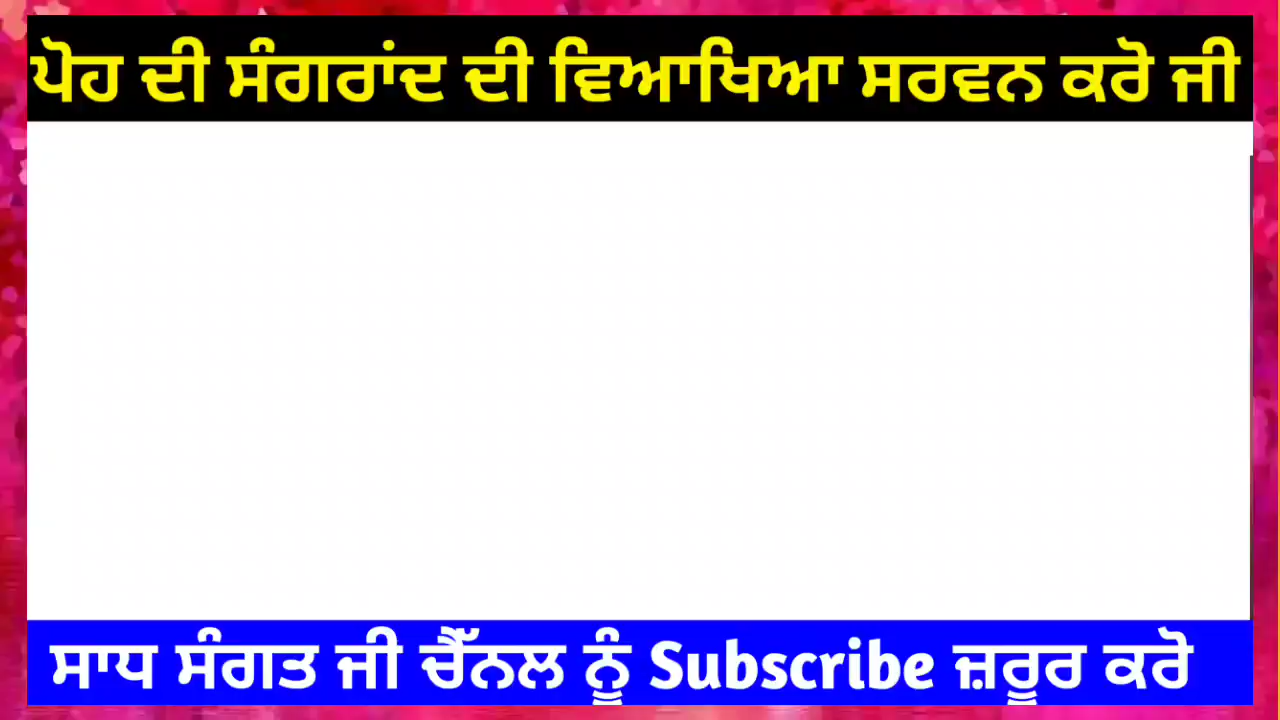 ਪੋਹ ਦੀ ਸੰਗਰਾਂਦ ਦੀ ਵਿਆਖਿਆ ਸਰਵਨ ਕਰੋ ਜੀ
ਸਾਧ ਸੰਗਤ ਜੀ ਚੈੱਨਲ ਨੂੰ Subscribe ਜ਼ਰੂਰ ਕਰੋ